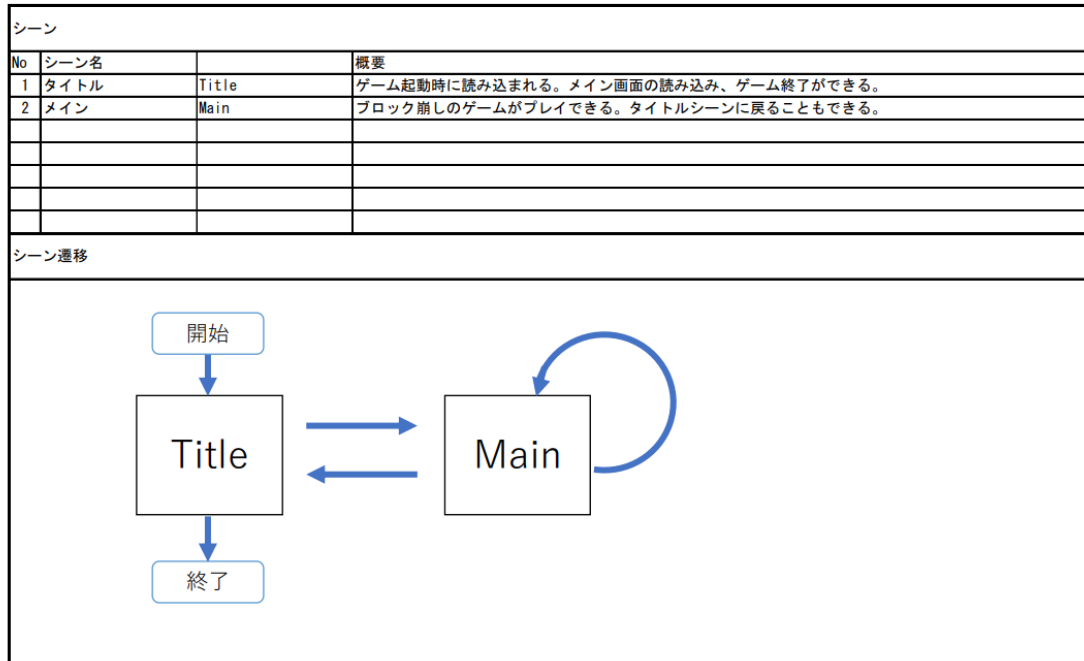 シーン
No シーン名 概要
1 タイトル Title ゲーム起動時に読み込まれる。メイン画面の読み込み、ゲーム終了ができる。
2 メイン Main ブロック崩しのゲームがプレイできる。タイトルシーンに戻ることもできる。
シーン遷移
開始
Title Main
終了